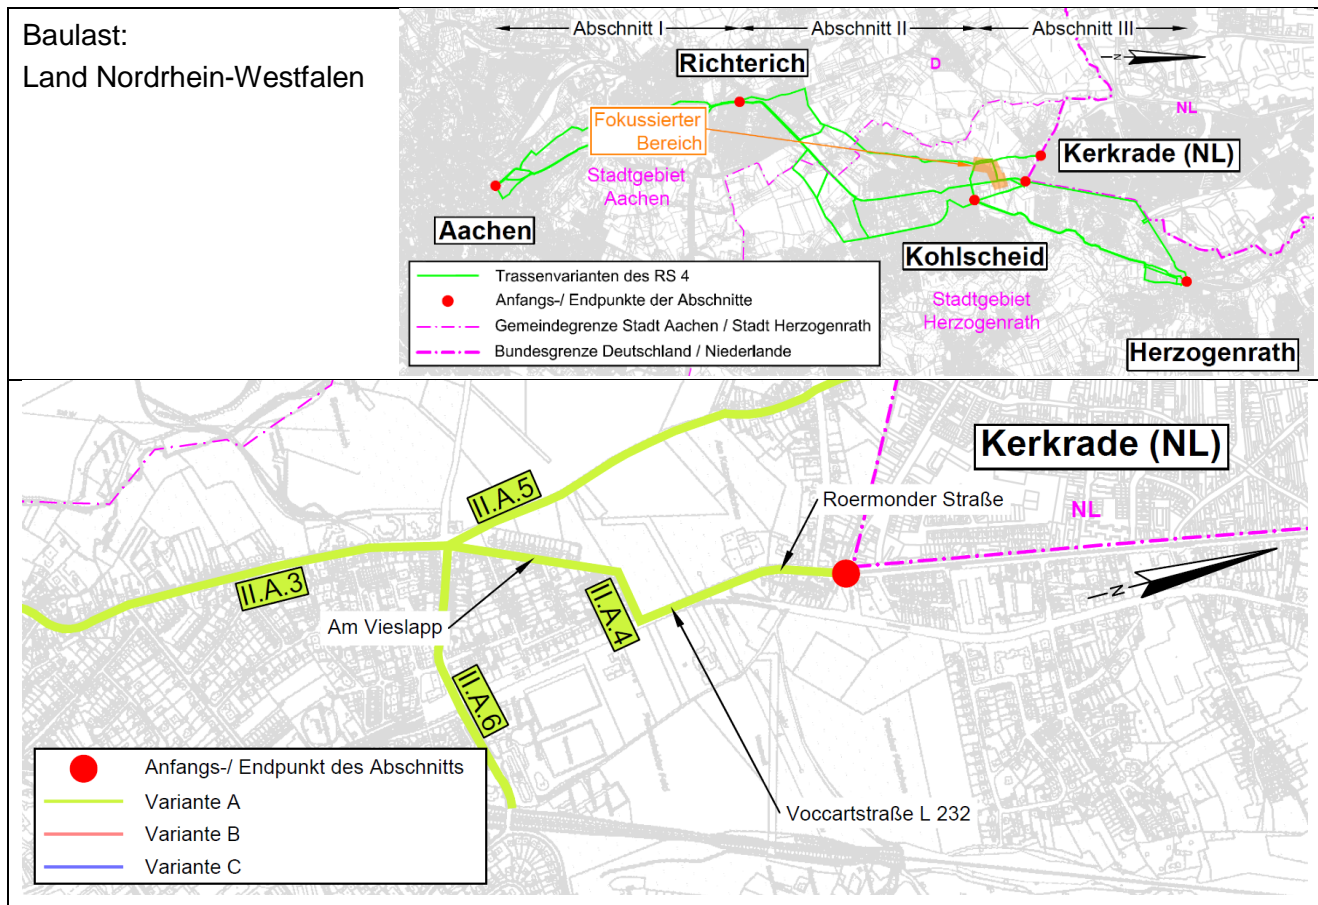 Baulast:
Land Nordrhein-Westfalen
Abschnitt I
Abschnitt II
Abschnitt III
Richterich
D
N
NL
Fokussierter
Bereich
Kerkrade (NL)
Stadtgebiet
Aachen
Aachen
Kohlscheid
Trassenvarianten des RS 4
Anfangs-/ Endpunkte der Abschnitte
Gemeindegrenze Stadt Aachen / Stadt Herzogenrath
Bundesgrenze Deutschland / Niederlande
Stadtgebiet
Herzogenrath
Herzogenrath
Kerkrade (NL)
II.A.5
Roermonder Straße
NL
II.A.3
N
II.A.4
Am Vieslapp
II.A.6
Voccartstraße L 232
Anfangs-/ Endpunkt des Abschnitts
Variante A
Variante B
Variante C